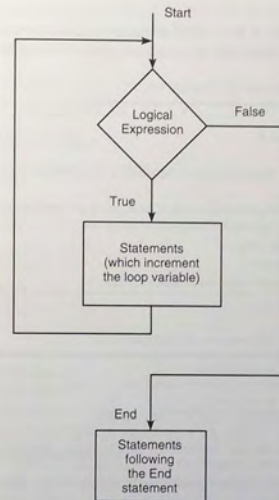 Start
Logical
Expression
False
True
Statements
(which increment
the loop variable)
End
Statements
following
the End
statement